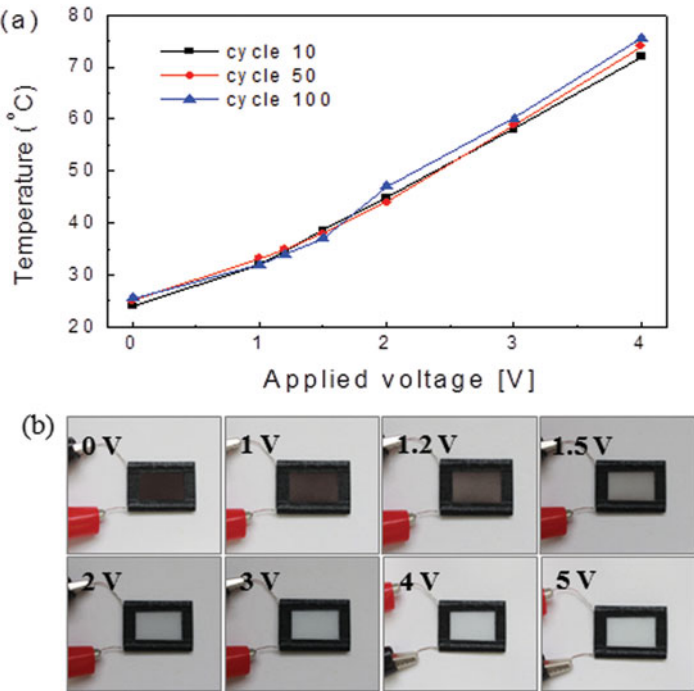 (a)
80
70
60
50
40
30
20
Temperature (°C)
cycle 10
cycle 50
cycle 100
0 1 2 3 4
Applied voltage [V]
(b)
0 V 1 V 1.2 V 1.5 V
2 V 3 V 4 V 5 V